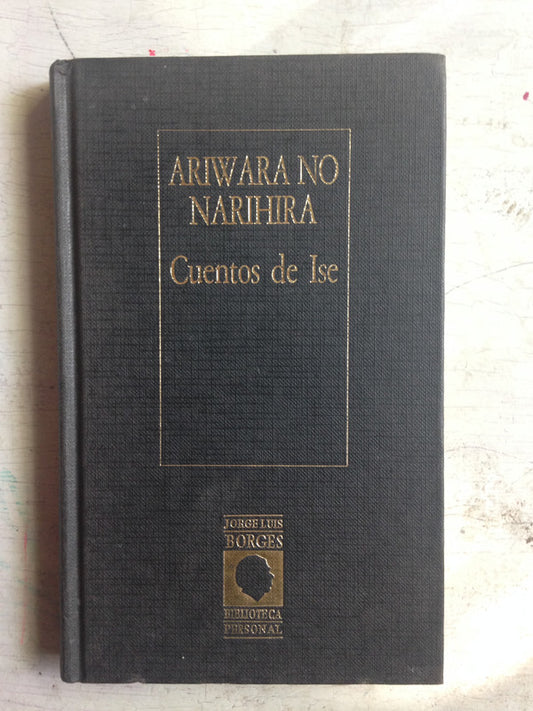 ARIWARA NO
NARIHIRA
Cuentos de Ise
JORGE LUIS
BORGES
BIBLIOTECA
PERSONAL